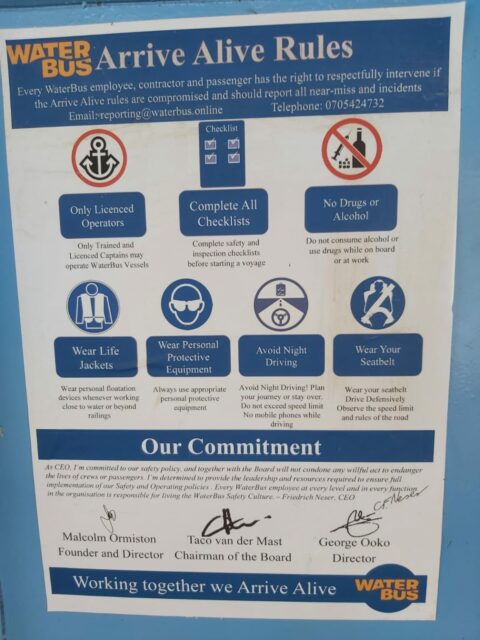 WATER BUS Arrive Alive Rules
Every WaterBus employee, contractor and passenger has the right to respectfully intervene if
the Arrive Alive rules are compromised and should report all near-miss and incidents
Email:reporting@waterbus.online Telephone: 0705424732
Checklist
Only Licenced
Operators
Only Trained and
Licenced Captains may
operate WaterBus Vessels
Complete All
Checklists
Complete safety and
inspection checklists
before starting a voyage
No Drugs or
Alcohol
Do not consume alcohol or
use drugs while on board
or at work
Wear Life
Jackets
Wear personal floatation
devices whenever working
close to water or beyond
railings
Wear Personal
Protective
Equipment
Always use appropriate
personal protective
equipment
Avoid Night
Driving
Avoid Night Driving! Plan
your journey or stay over.
Do not exceed speed limit
No mobile phones while
driving
Wear Your
Seatbelt
Wear your seatbelt
Drive Defensively
Observe the speed limit
and rules of the road
Our Commitment
As CEO, I'm committed to our safety policy, and together with the Board will not condone any willful act to endanger
the lives of crews or passengers. I'm determined to provide the leadership and resources required to ensure full
implementation of our Safety and Operating policies . Every WaterBus employee at every level and in every function
in the organisation is responsible for living the WaterBus Safety Culture. – Friedrich Neser, CEO
C.F. Neser
Malcolm Ormiston
Founder and Director
Taco van der Mast
Chairman of the Board
George Ooko
Director
Working together we Arrive Alive
WATER
BUS